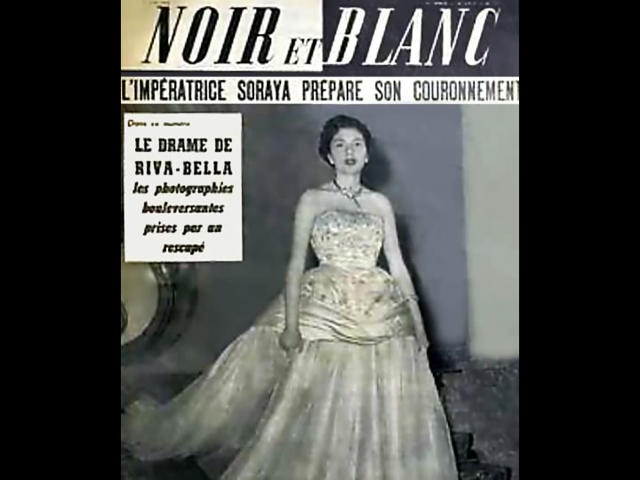 NOIR ET BLANC
L'IMPÉRATRICE SORAYA PRÉPARE SON COURONNEMENT
Dans ce numéro
LE DRAME DE
RIVA-BELLA
les photographies
bouleversantes
prises par un
rescapé